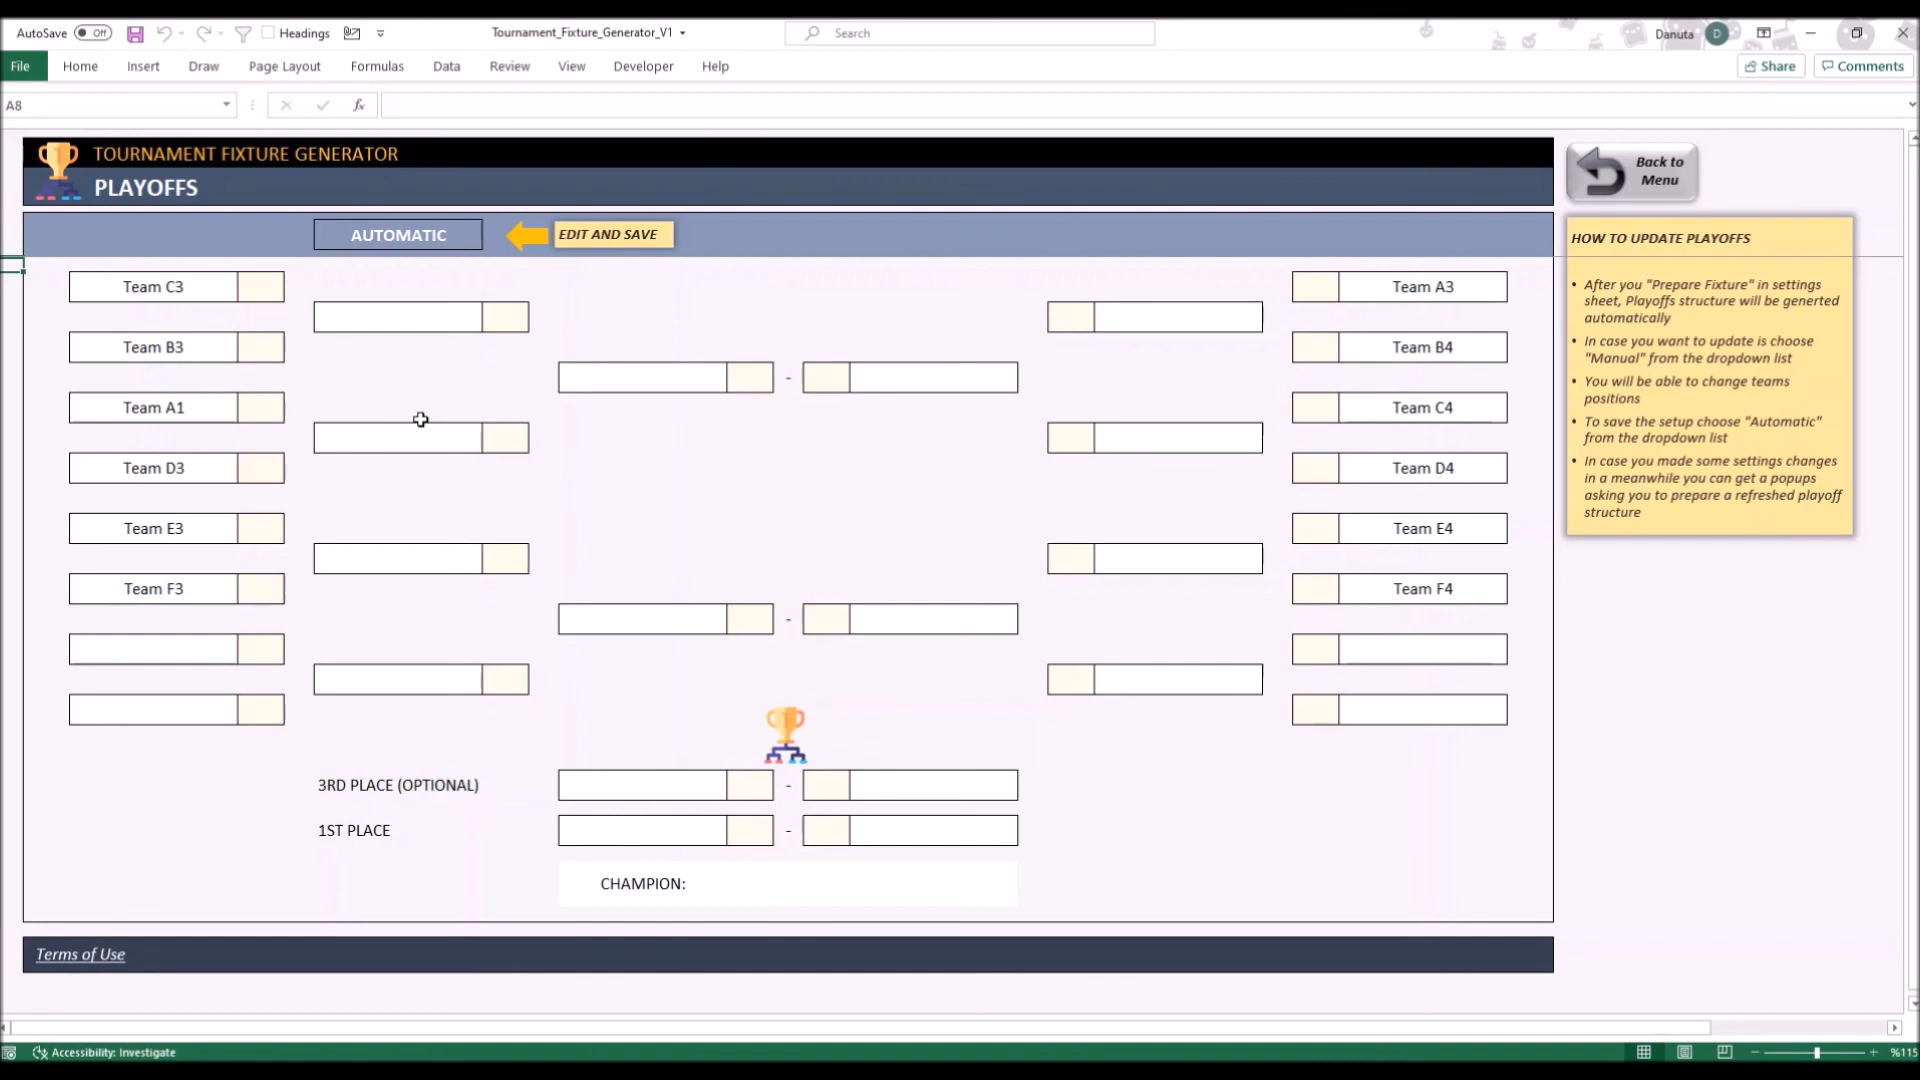 AutoSave Off Headings Tournament_Fixture_Generator_V1 Search Danuta D
File Home Insert Draw Page Layout Formulas Data Review View Developer Help Share Comments
A8 fx
TOURNAMENT FIXTURE GENERATOR
PLAYOFFS
Back to
Menu
AUTOMATIC EDIT AND SAVE
HOW TO UPDATE PLAYOFFS
• After you "Prepare Fixture" in settings
sheet, Playoffs structure will be generted
automatically
• In case you want to update is choose
"Manual" from the dropdown list
• You will be able to change teams
positions
• To save the setup choose "Automatic"
from the dropdown list
• In case you made some settings changes
in a meanwhile you can get a popups
asking you to prepare a refreshed playoff
structure
Team C3 Team A3
Team B3 Team B4
-
Team A1 Team C4
Team D3 Team D4
Team E3 Team E4
Team F3 Team F4
-
3RD PLACE (OPTIONAL) -
1ST PLACE -
CHAMPION:
Terms of Use
Accessibility: Investigate %115